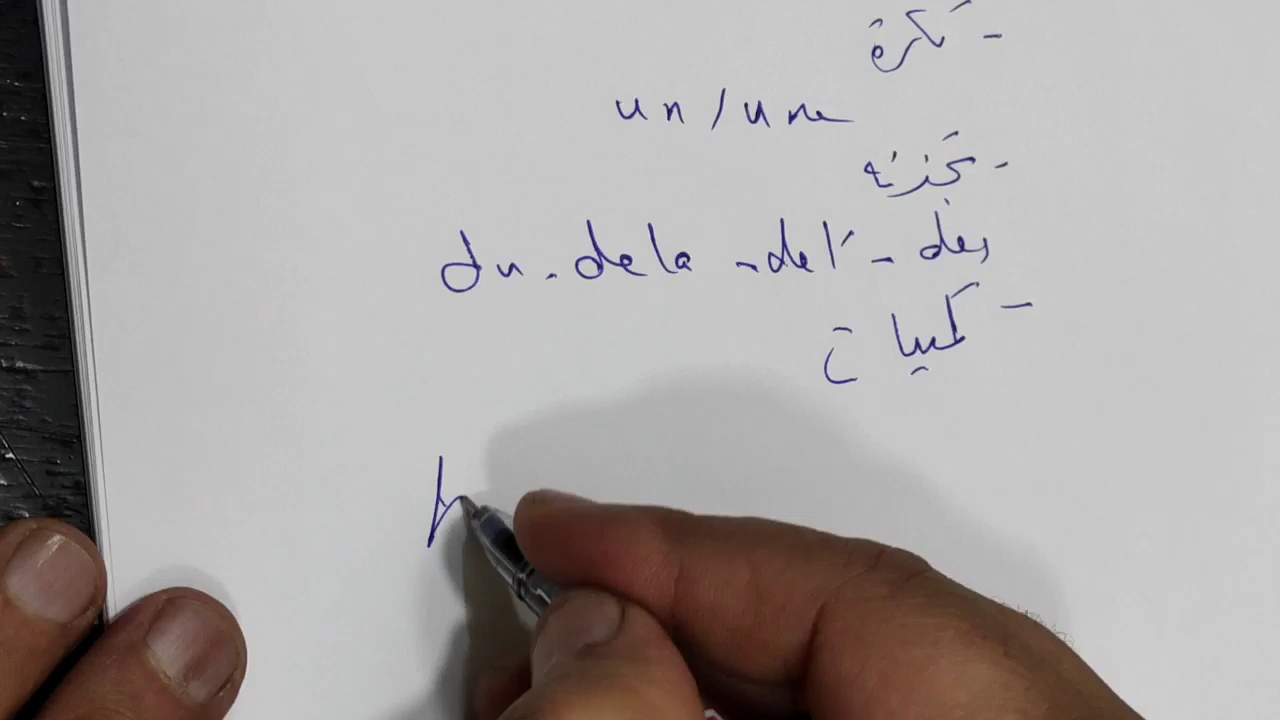 - نكرة
un / une
- تجزئة
du - de la - de l' - des
- كميات